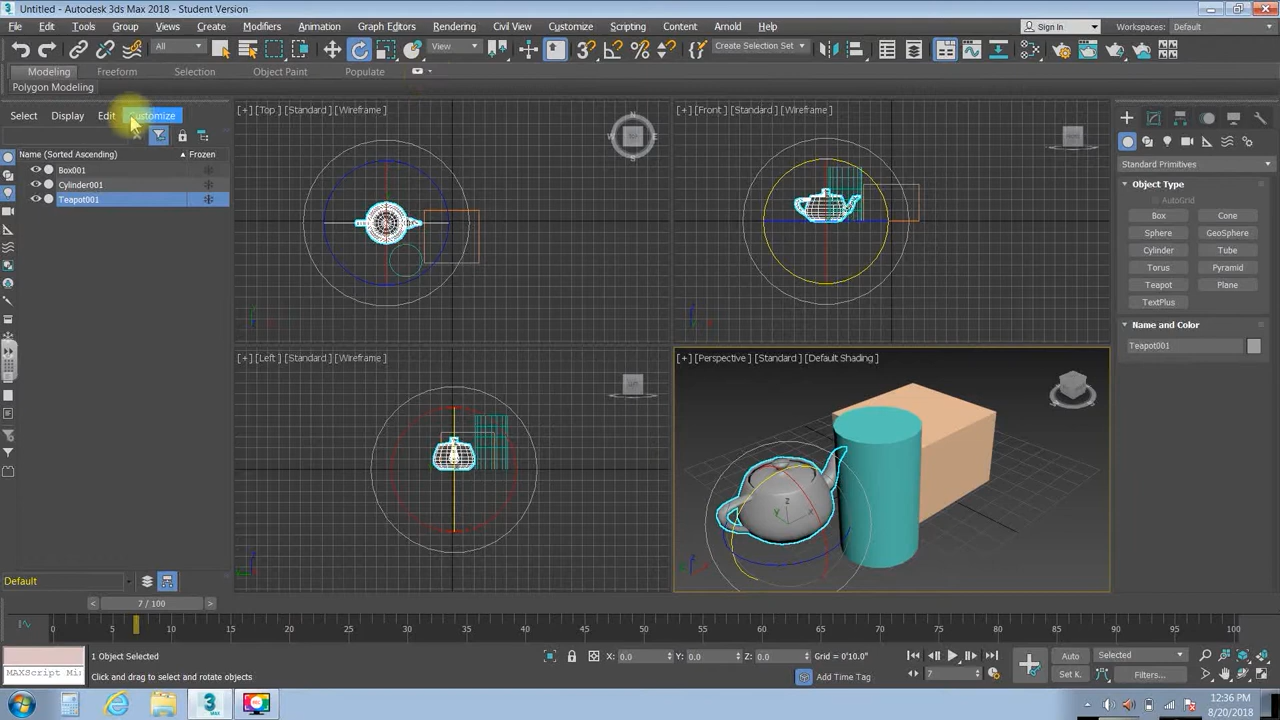 Untitled - Autodesk 3ds Max 2018 - Student Version
File Edit Tools Group Views Create Modifiers Animation Graph Editors Rendering Civil View Customize Scripting Content Arnold Help Sign In Workspaces: Default
All View Create Selection Set
Modeling Freeform Selection Object Paint Populate
Polygon Modeling
Select Display Edit Customize
Name (Sorted Ascending) Frozen
Box001
Cylinder001
Teapot001
[+] [Top] [Standard] [Wireframe]
[+] [Front] [Standard] [Wireframe]
[+] [Left] [Standard] [Wireframe]
[+] [Perspective] [Standard] [Default Shading]
Standard Primitives
Object Type
AutoGrid
Box Cone
Sphere GeoSphere
Cylinder Tube
Torus Pyramid
Teapot Plane
TextPlus
Name and Color
Teapot001
Default
7 / 100
0 5 10 15 20 25 30 35 40 45 50 55 60 65 70 75 80 85 90 95 100
1 Object Selected X: 0.0 Y: 0.0 Z: 0.0 Grid = 0'10.0" Auto Selected
MAXScript Mi Click and drag to select and rotate objects Add Time Tag 7 Set K. Filters...
12:36 PM
8/20/2018